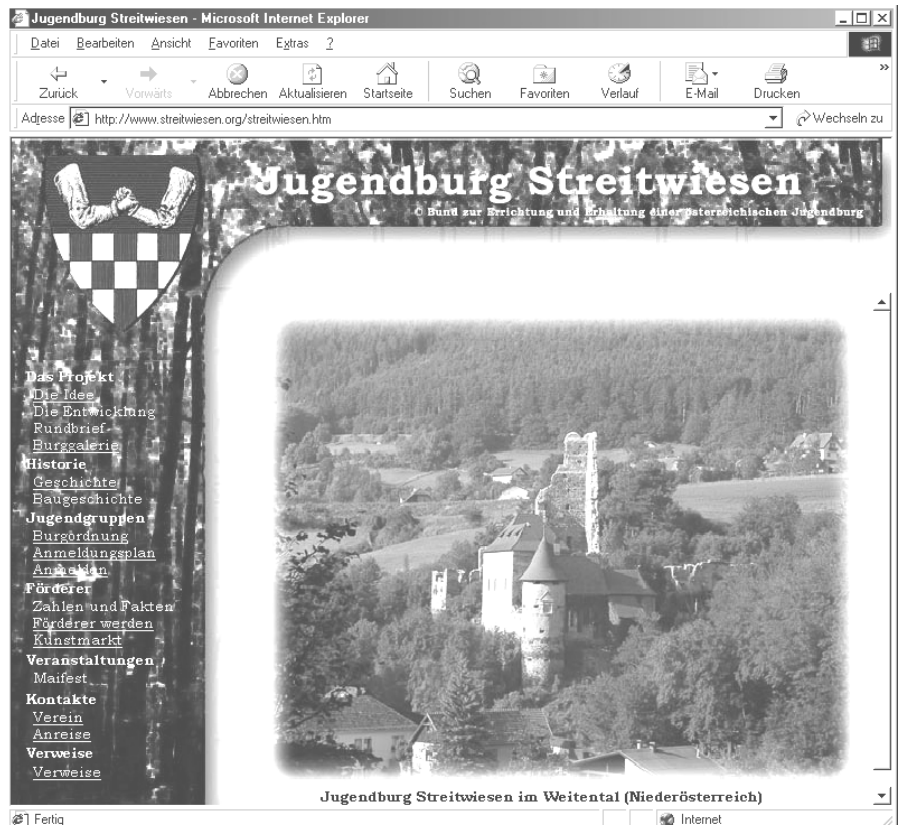 Jugendburg Streitwiesen - Microsoft Internet Explorer
Datei Bearbeiten Ansicht Favoriten Extras ?
Zurück Vorwärts Abbrechen Aktualisieren Startseite Suchen Favoriten Verlauf E-Mail Drucken »
Adresse http://www.streitwiesen.org/streitwiesen.htm Wechseln zu
Jugendburg Streitwiesen
© Bund zur Errichtung und Erhaltung einer österreichischen Jugendburg
Das Projekt
Die Idee
Die Entwicklung
Rundbrief
Burggalerie
Historie
Geschichte
Baugeschichte
Jugendgruppen
Burgordnung
Anmeldungsplan
Anmelden
Förderer
Zahlen und Fakten
Förderer werden
Kunstmarkt
Veranstaltungen
Maifest
Kontakte
Verein
Anreise
Verweise
Verweise
Jugendburg Streitwiesen im Weitental (Niederösterreich)
Fertig Internet